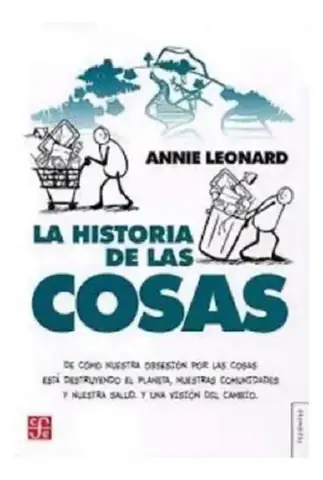 ANNIE LEONARD
LA HISTORIA
DE LAS
COSAS
DE CÓMO NUESTRA OBSESIÓN POR LAS COSAS
ESTÁ DESTRUYENDO EL PLANETA, NUESTRAS COMUNIDADES
Y NUESTRA SALUD. Y UNA VISIÓN DEL CAMBIO.